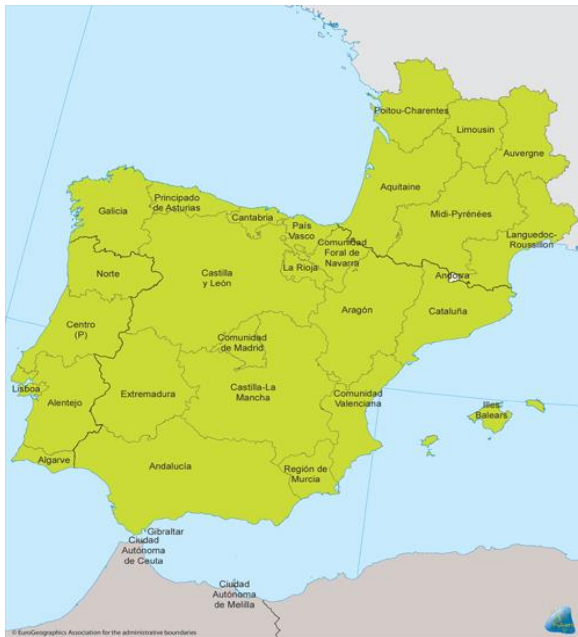 Poitou-Charentes
Limousin
Auvergne
Aquitaine
Midi-Pyrénées
Languedoc-
Roussillon
Principado
de Asturias
Galicia
Cantabria
País
Vasco
Comunidad
Foral de
Navarra
La Rioja
Andorra
Norte
Castilla
y León
Aragón
Cataluña
Centro
(P)
Comunidad
de Madrid
Lisboa
Alentejo
Extremadura
Castilla-La
Mancha
Comunidad
Valenciana
Illes
Balears
Algarve
Andalucía
Región de
Murcia
Gibraltar
Ciudad
Autónoma
de Ceuta
Ciudad
Autónoma
de Melilla
© EuroGeographics Association for the administrative boundaries